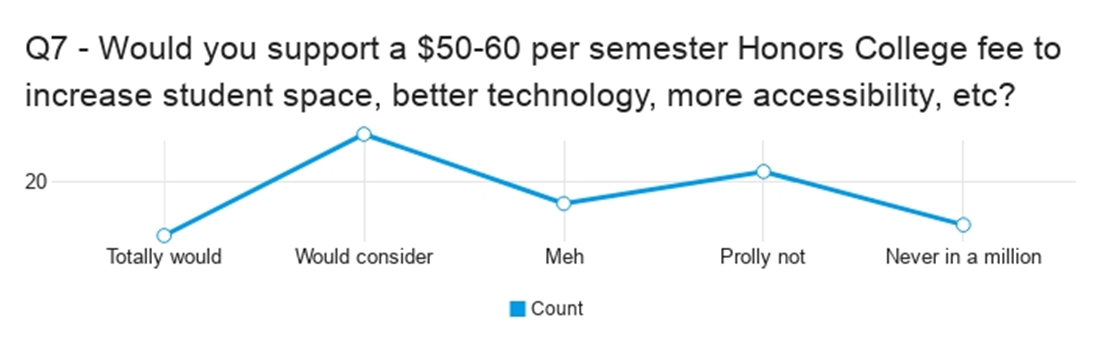 Q7 - Would you support a $50-60 per semester Honors College fee to
increase student space, better technology, more accessibility, etc?
20
Totally would
Would consider
Meh
Prolly not
Never in a million
Count